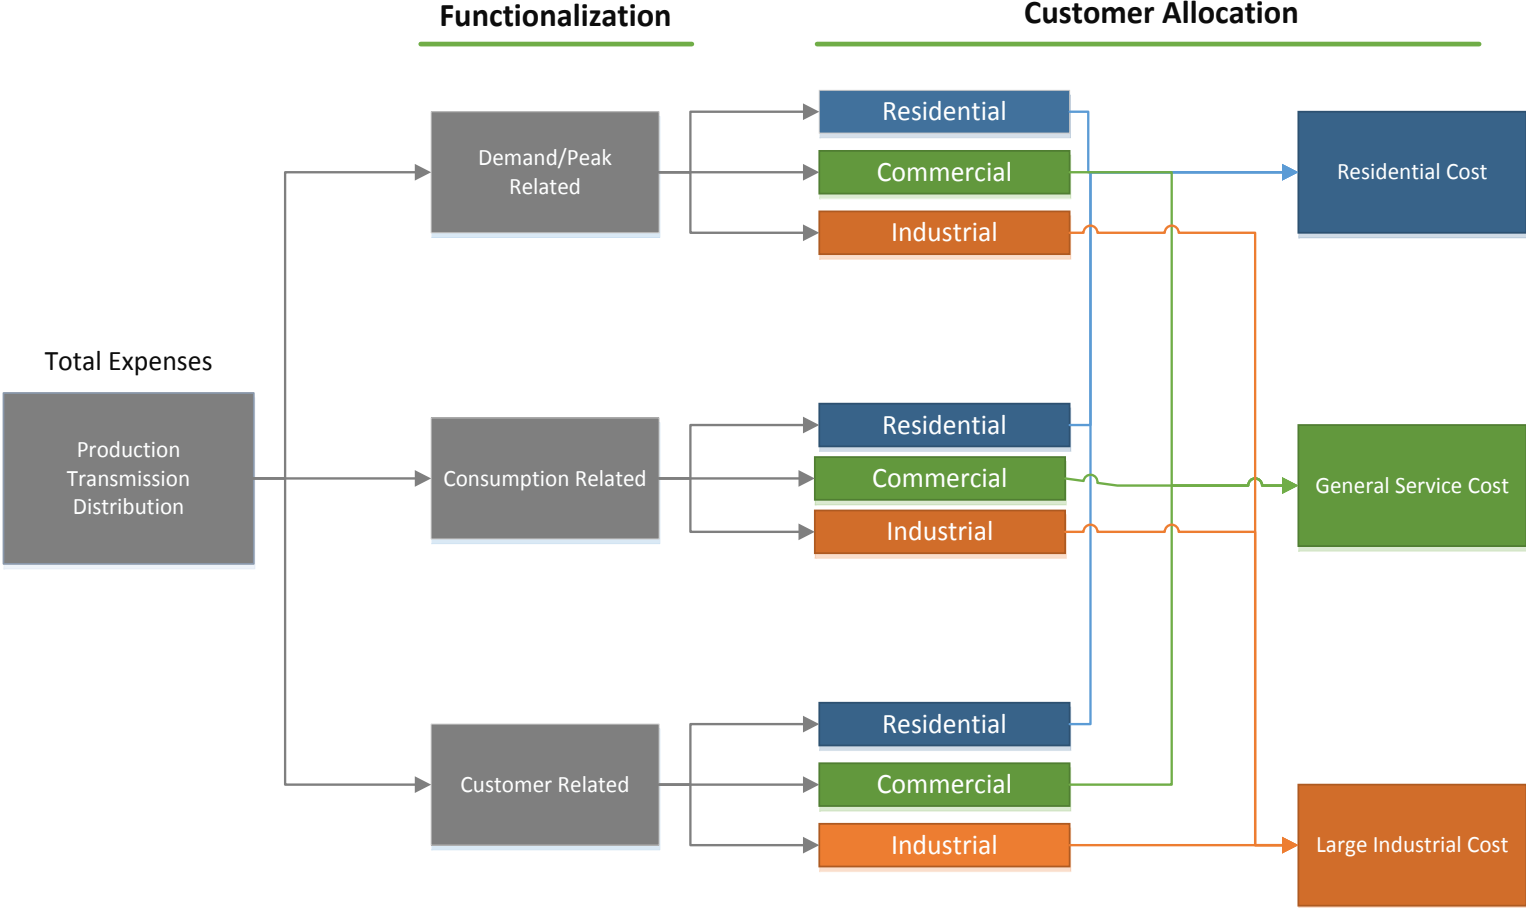 Functionalization
Customer Allocation
Total Expenses
Production
Transmission
Distribution
Demand/Peak
Related
Residential
Commercial
Industrial
Residential Cost
Consumption Related
Residential
Commercial
Industrial
General Service Cost
Customer Related
Residential
Commercial
Industrial
Large Industrial Cost